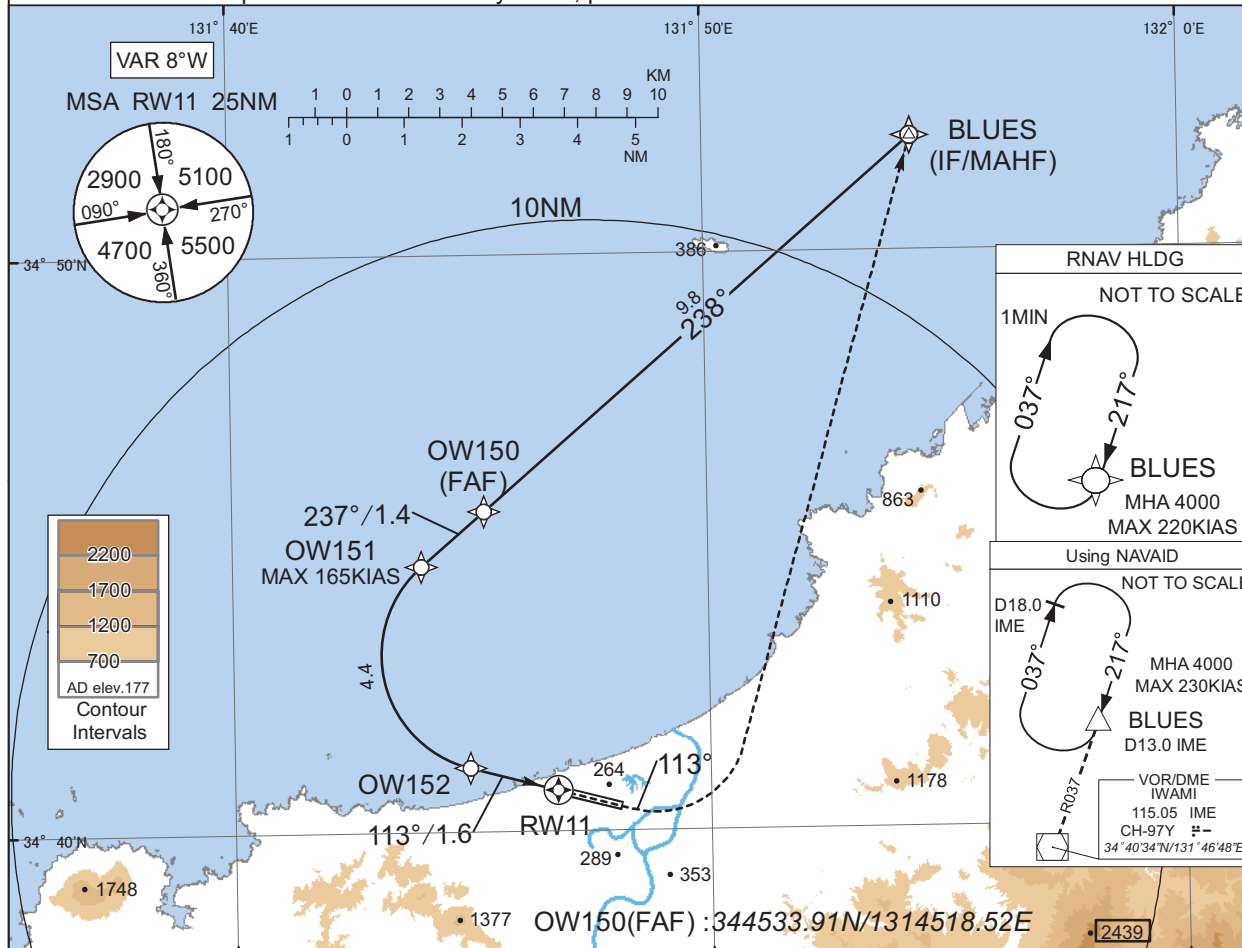 131° 40'E
131° 50'E
132° 0'E
VAR 8°W
MSA RW11 25NM
180°
2900
5100
090°
270°
4700
5500
360°
KM
1 0 1 2 3 4 5 6 7 8 9 10
1 0 1 2 3 4 5
NM
BLUES
(IF/MAHF)
10NM
386
34° 50'N
9.8
238°
RNAV HLDG
NOT TO SCALE
1MIN
037°
217°
BLUES
MHA 4000
MAX 220KIAS
OW150
(FAF)
237°/1.4
OW151
MAX 165KIAS
863
1110
2200
1700
1200
700
AD elev.177
Contour
Intervals
Using NAVAID
NOT TO SCALE
D18.0
IME
037°
217°
MHA 4000
MAX 230KIAS
BLUES
D13.0 IME
R037
VOR/DME
IWAMI
115.05 IME
CH-97Y
34°40'34"N/131°46'48"E
4.4
OW152
264
113°
1178
RW11
113°/1.6
34° 40'N
289
353
1748
1377
OW150(FAF) :344533.91N/1314518.52E
2439